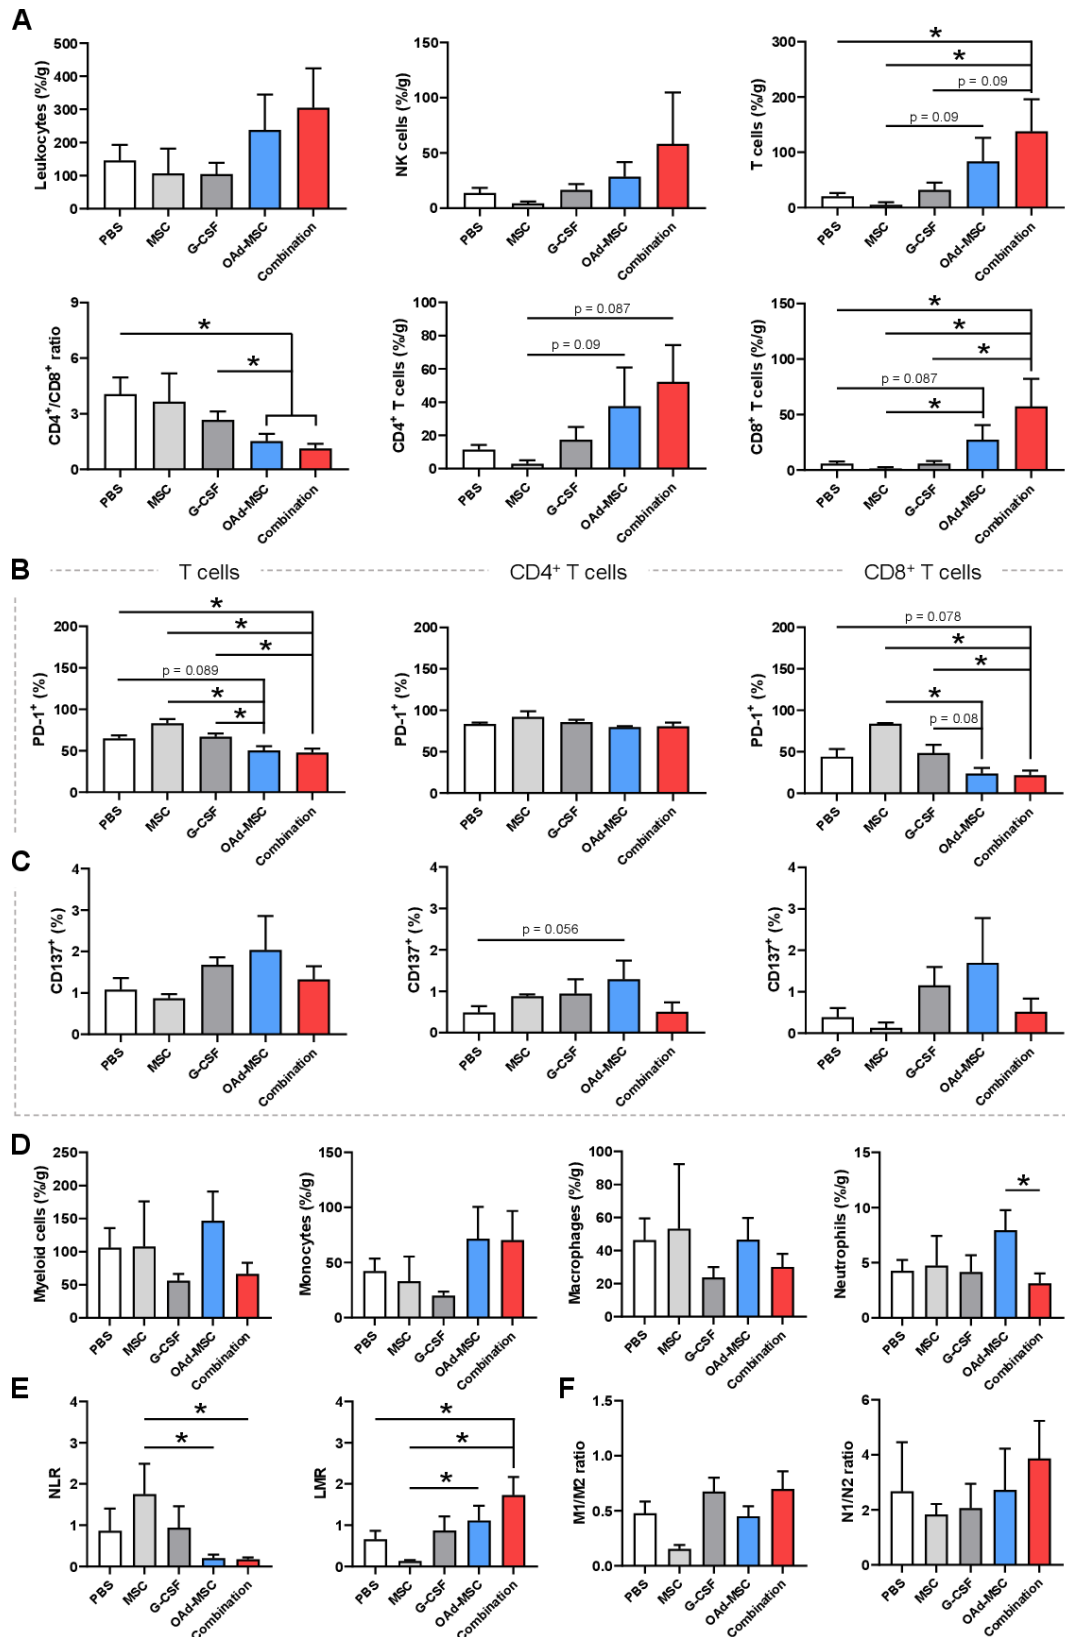 A
Leukocytes (%/g)
500
400
300
200
100
0
PBS
MSC
G-CSF
OAd-MSC
Combination
NK cells (%/g)
150
100
50
0
PBS
MSC
G-CSF
OAd-MSC
Combination
T cells (%/g)
300
200
100
0
*
*
p = 0.09
p = 0.09
PBS
MSC
G-CSF
OAd-MSC
Combination
CD4⁺/CD8⁺ ratio
9
6
3
0
*
*
PBS
MSC
G-CSF
OAd-MSC
Combination
CD4⁺ T cells (%/g)
100
80
60
40
20
0
p = 0.087
p = 0.09
PBS
MSC
G-CSF
OAd-MSC
Combination
CD8⁺ T cells (%/g)
150
100
50
0
*
*
*
p = 0.087
*
PBS
MSC
G-CSF
OAd-MSC
Combination
B
T cells
CD4⁺ T cells
CD8⁺ T cells
PD-1⁺ (%)
200
150
100
50
0
*
*
*
p = 0.089
*
*
PBS
MSC
G-CSF
OAd-MSC
Combination
PD-1⁺ (%)
200
150
100
50
0
PBS
MSC
G-CSF
OAd-MSC
Combination
PD-1⁺ (%)
200
150
100
50
0
p = 0.078
*
*
*
p = 0.08
PBS
MSC
G-CSF
OAd-MSC
Combination
C
CD137⁺ (%)
4
3
2
1
0
PBS
MSC
G-CSF
OAd-MSC
Combination
CD137⁺ (%)
4
3
2
1
0
p = 0.056
PBS
MSC
G-CSF
OAd-MSC
Combination
CD137⁺ (%)
4
3
2
1
0
PBS
MSC
G-CSF
OAd-MSC
Combination
D
Myeloid cells (%/g)
250
200
150
100
50
0
PBS
MSC
G-CSF
OAd-MSC
Combination
Monocytes (%/g)
150
100
50
0
PBS
MSC
G-CSF
OAd-MSC
Combination
Macrophages (%/g)
100
80
60
40
20
0
PBS
MSC
G-CSF
OAd-MSC
Combination
Neutrophils (%/g)
15
10
5
0
*
PBS
MSC
G-CSF
OAd-MSC
Combination
E
NLR
4
3
2
1
0
*
*
PBS
MSC
G-CSF
OAd-MSC
Combination
LMR
4
3
2
1
0
*
*
*
PBS
MSC
G-CSF
OAd-MSC
Combination
F
M1/M2 ratio
1.5
1.0
0.5
0.0
PBS
MSC
G-CSF
OAd-MSC
Combination
N1/N2 ratio
6
4
2
0
PBS
MSC
G-CSF
OAd-MSC
Combination